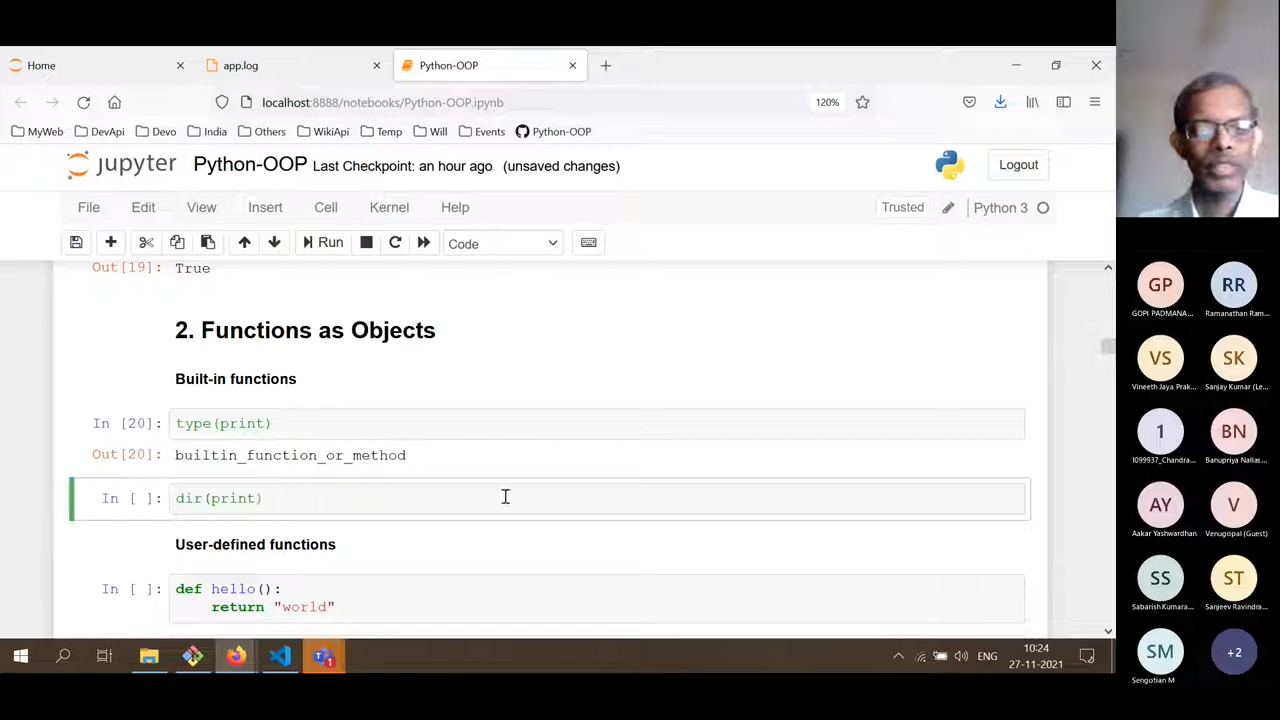 Home
app.log
Python-OOP
localhost:8888/notebooks/Python-OOP.ipynb
120%
MyWeb
DevApi
Devo
India
Others
WikiApi
Temp
Will
Events
Python-OOP
jupyter
Python-OOP Last Checkpoint: an hour ago (unsaved changes)
Logout
File
Edit
View
Insert
Cell
Kernel
Help
Trusted
Python 3
Run
Code
Out[19]: True
2. Functions as Objects
Built-in functions
In [20]: type(print)
Out[20]: builtin_function_or_method
In [ ]: dir(print)
User-defined functions
In [ ]: def hello():
return "world"
1
ENG
10:24
27-11-2021
GP
GOPI PADMANA...
RR
Ramanathan Ram...
VS
Vineeth Jaya Prak...
SK
Sanjay Kumar (Le...
1
1099937_Chandra...
BN
Banupriya Nallas...
AY
Aakar Yashwardhan
V
Venugopal (Guest)
SS
Sabarish Kumara...
ST
Sanjeev Ravindra...
SM
Sengotian M
+2